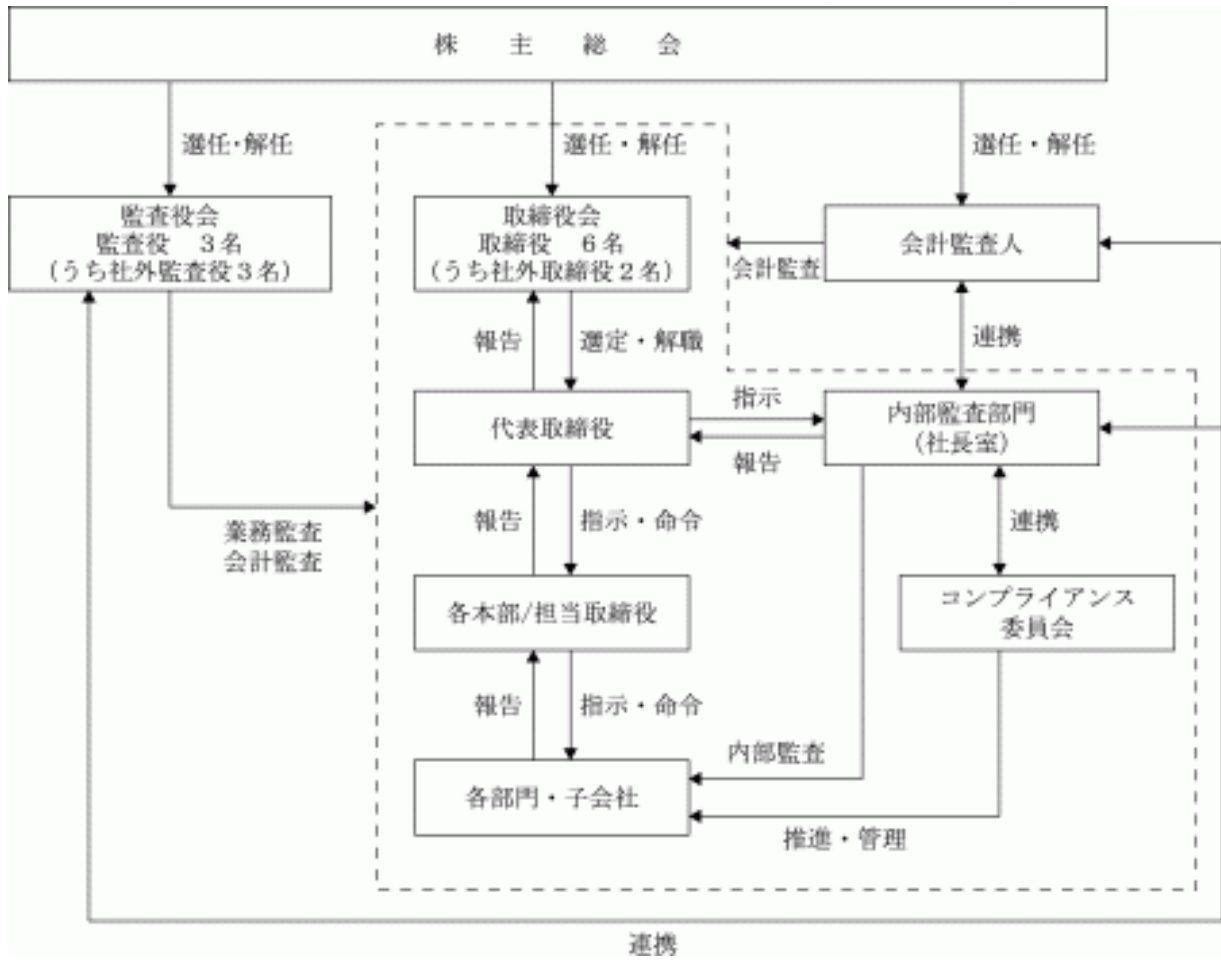 株　主　総　会
選任・解任
選任・解任
選任・解任
監査役会
監査役　３名
（うち社外監査役３名）
取締役会
取締役　６名
（うち社外取締役２名）
会計監査人
会計監査
報告
選定・解職
連携
代表取締役
指示
報告
内部監査部門
（社長室）
業務監査
会計監査
報告
指示・命令
連携
各本部/担当取締役
コンプライアンス
委員会
報告
指示・命令
内部監査
各部門・子会社
推進・管理
連携